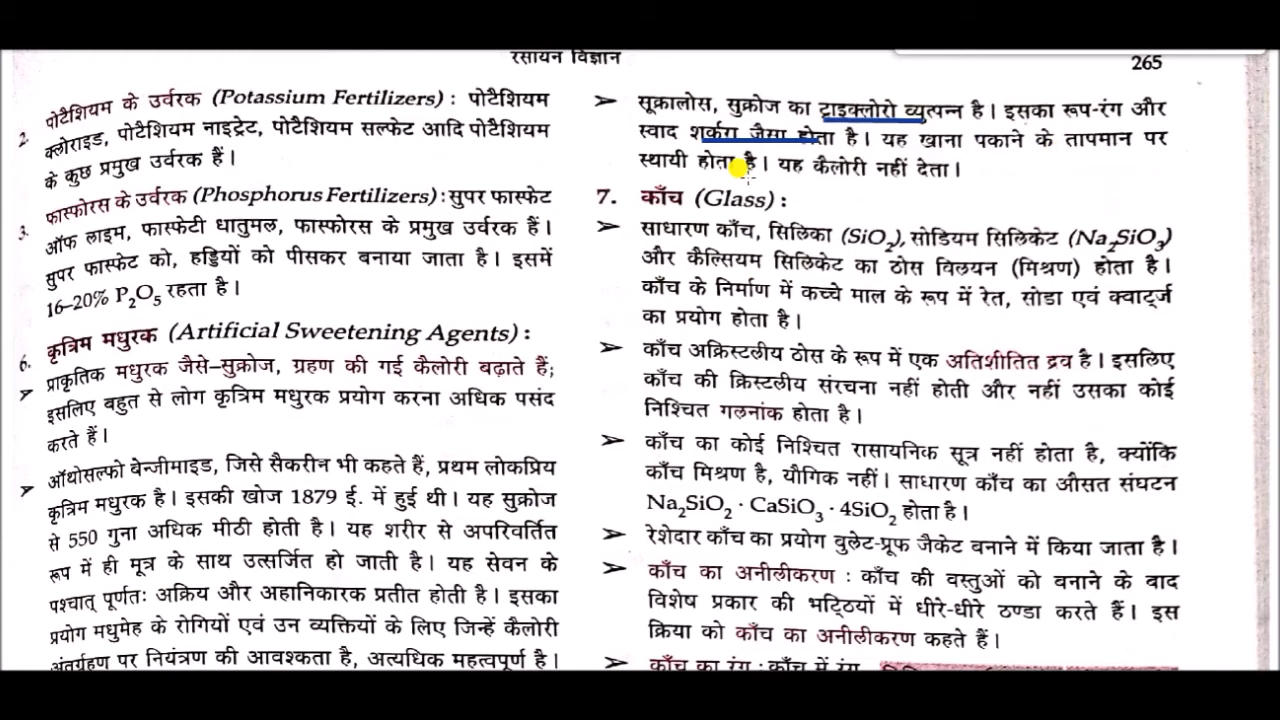 रसायन विज्ञान
265
2. पोटैशियम के उर्वरक (Potassium Fertilizers) : पोटैशियम
क्लोराइड, पोटैशियम नाइट्रेट, पोटैशियम सल्फेट आदि पोटैशियम
के कुछ प्रमुख उर्वरक हैं।
3. फास्फोरस के उर्वरक (Phosphorus Fertilizers) : सुपर फास्फेट
ऑफ लाइम, फास्फेटी धातुमल, फास्फोरस के प्रमुख उर्वरक हैं।
सुपर फास्फेट को, हड्डियों को पीसकर बनाया जाता है। इसमें
16–20% P₂O₅ रहता है।
6. कृत्रिम मधुरक (Artificial Sweetening Agents) :
➤ प्राकृतिक मधुरक जैसे–सुक्रोज, ग्रहण की गई कैलोरी बढ़ाते हैं;
इसलिए बहुत से लोग कृत्रिम मधुरक प्रयोग करना अधिक पसंद
करते हैं।
➤ ऑथोसल्फो बेन्जीमाइड, जिसे सैकरीन भी कहते हैं, प्रथम लोकप्रिय
कृत्रिम मधुरक है। इसकी खोज 1879 ई. में हुई थी। यह सुक्रोज
से 550 गुना अधिक मीठी होती है। यह शरीर से अपरिवर्तित
रूप में ही मूत्र के साथ उत्सर्जित हो जाती है। यह सेवन के
पश्चात् पूर्णतः अक्रिय और अहानिकारक प्रतीत होती है। इसका
प्रयोग मधुमेह के रोगियों एवं उन व्यक्तियों के लिए जिन्हें कैलोरी
अंतर्ग्रहण पर नियंत्रण की आवश्कता है, अत्यधिक महत्वपूर्ण है।
➤ सूक्रालोस, सुक्रोज का ट्राइक्लोरो व्युत्पन्न है। इसका रूप-रंग और
स्वाद शर्करा जैसा होता है। यह खाना पकाने के तापमान पर
स्थायी होता है। यह कैलोरी नहीं देता।
7. काँच (Glass) :
➤ साधारण काँच, सिलिका (SiO₂), सोडियम सिलिकेट (Na₂SiO₃)
और कैल्सियम सिलिकेट का ठोस विलयन (मिश्रण) होता है।
काँच के निर्माण में कच्चे माल के रूप में रेत, सोडा एवं क्वार्ट्ज
का प्रयोग होता है।
➤ काँच अक्रिस्टलीय ठोस के रूप में एक अतिशीतित द्रव है। इसलिए
काँच की क्रिस्टलीय संरचना नहीं होती और नहीं उसका कोई
निश्चित गलनांक होता है।
➤ काँच का कोई निश्चित रासायनिक सूत्र नहीं होता है, क्योंकि
काँच मिश्रण है, यौगिक नहीं। साधारण काँच का औसत संघटन
Na₂SiO₂ · CaSiO₃ · 4SiO₂ होता है।
➤ रेशेदार काँच का प्रयोग बुलेट-प्रूफ जैकेट बनाने में किया जाता है।
➤ काँच का अनीलीकरण : काँच की वस्तुओं को बनाने के बाद
विशेष प्रकार की भट्ठियों में धीरे-धीरे ठण्डा करते हैं। इस
क्रिया को काँच का अनीलीकरण कहते हैं।
➤ काँच का रंग : काँच में रंग